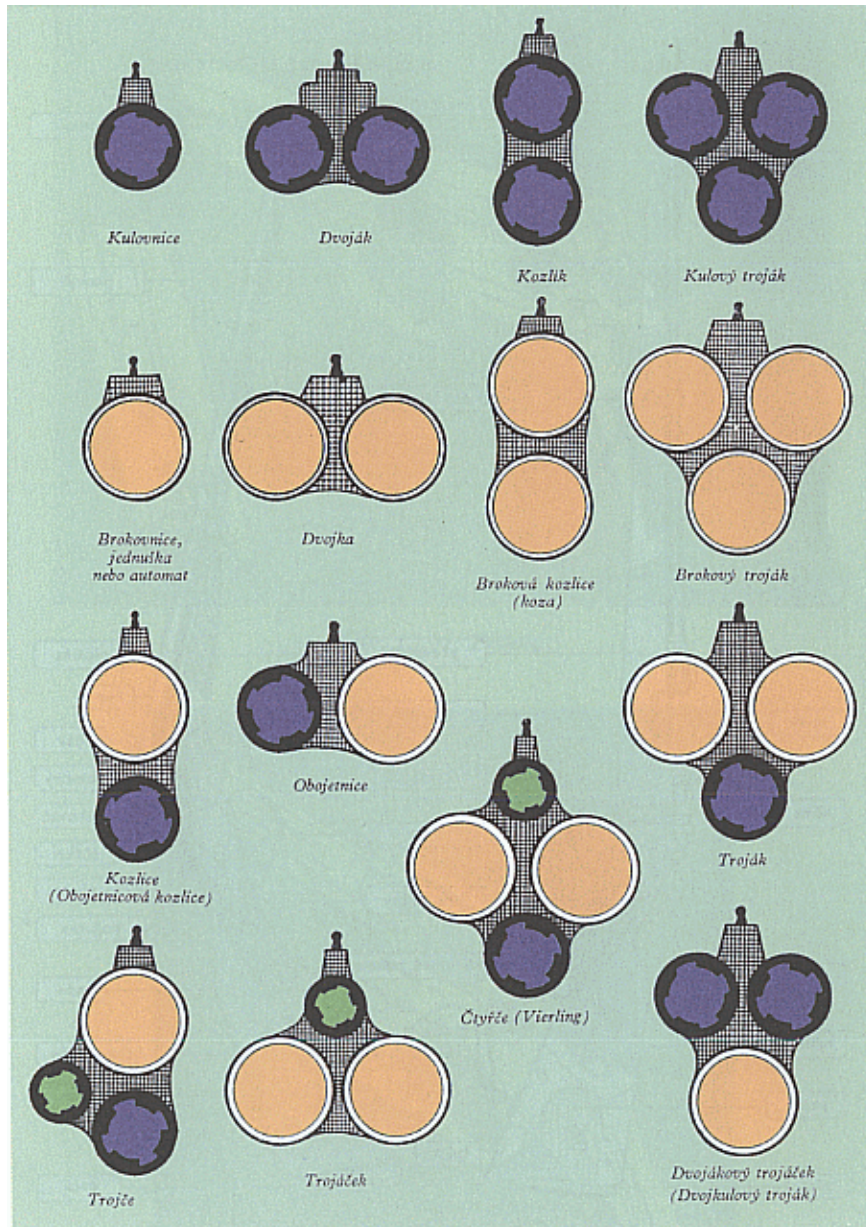 Kulovnice
Dvoják
Kozlík
Kulový troják
Brokovnice,
jednuška
nebo automat
Dvojka
Broková kozlice
(koza)
Brokový troják
Kozlice
(Obojetnicová kozlice)
Obojetnice
Čtyřče (Vierling)
Troják
Trojče
Trojáček
Dvojákový trojáček
(Dvojkulový troják)